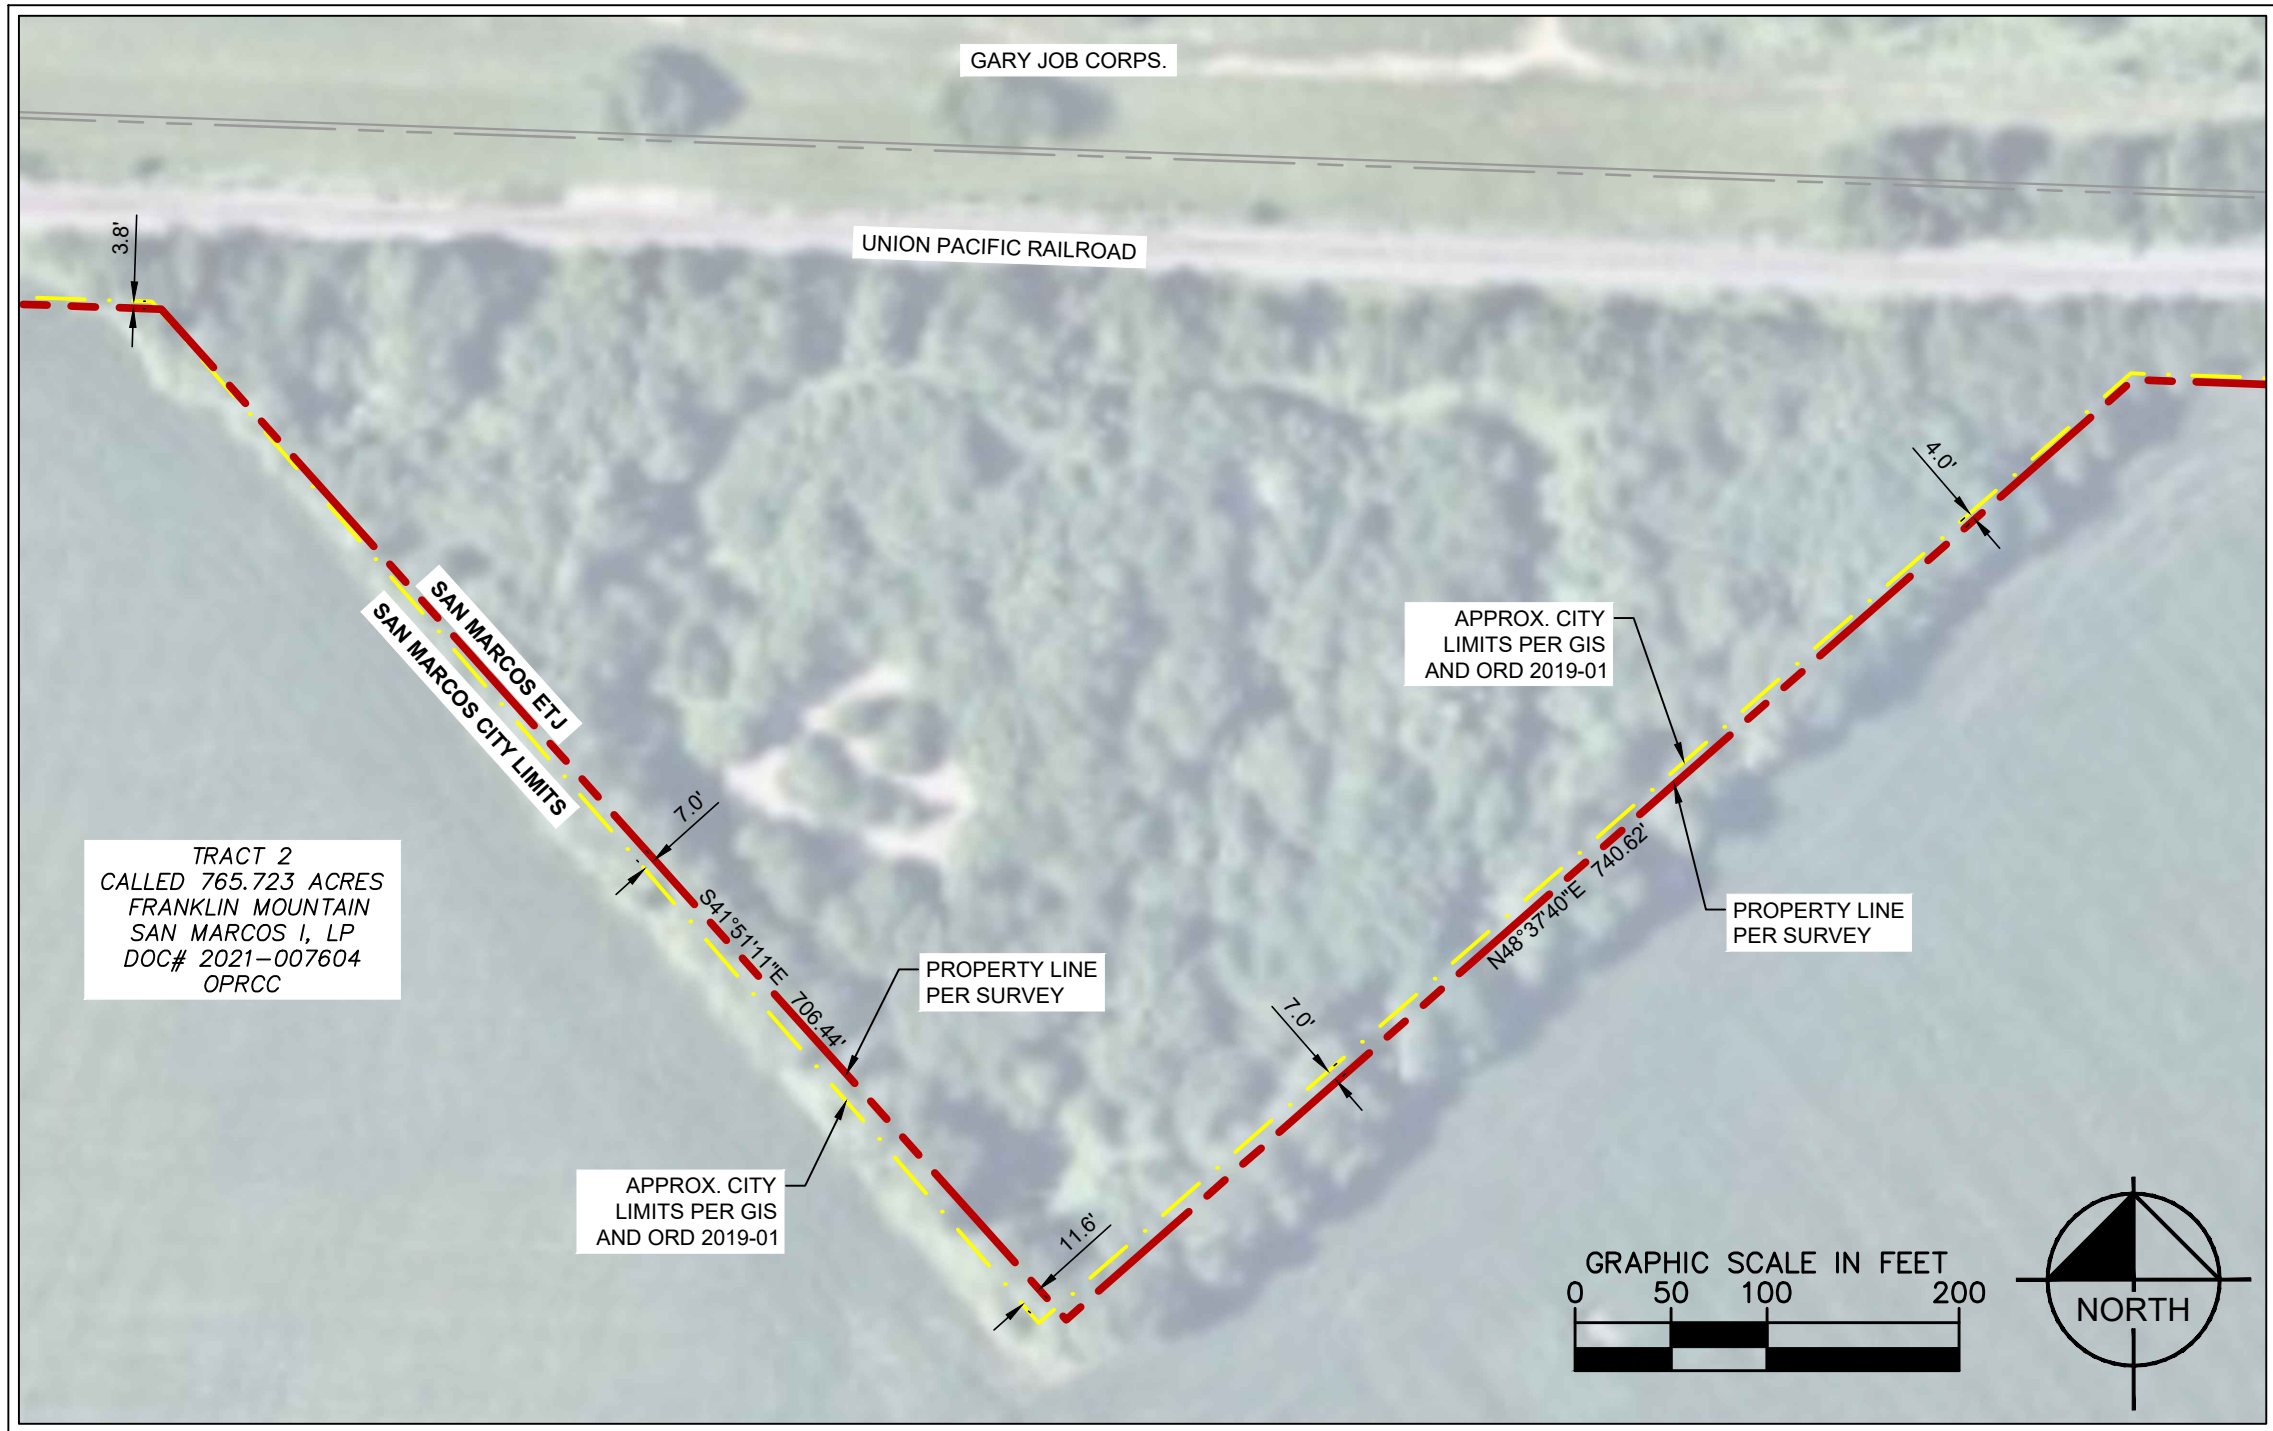 GARY JOB CORPS.
UNION PACIFIC RAILROAD
3.8'
4.0'
SAN MARCOS ETJ
SAN MARCOS CITY LIMITS
APPROX. CITY
LIMITS PER GIS
AND ORD 2019-01
7.0'
TRACT 2
CALLED 765.723 ACRES
FRANKLIN MOUNTAIN
SAN MARCOS I, LP
DOC# 2021-007604
OPRCC
S41°51'11"E 706.44'
PROPERTY LINE
PER SURVEY
N48°37'40"E 740.62'
PROPERTY LINE
PER SURVEY
7.0'
APPROX. CITY
LIMITS PER GIS
AND ORD 2019-01
11.6'
GRAPHIC SCALE IN FEET
0 50 100 200
NORTH